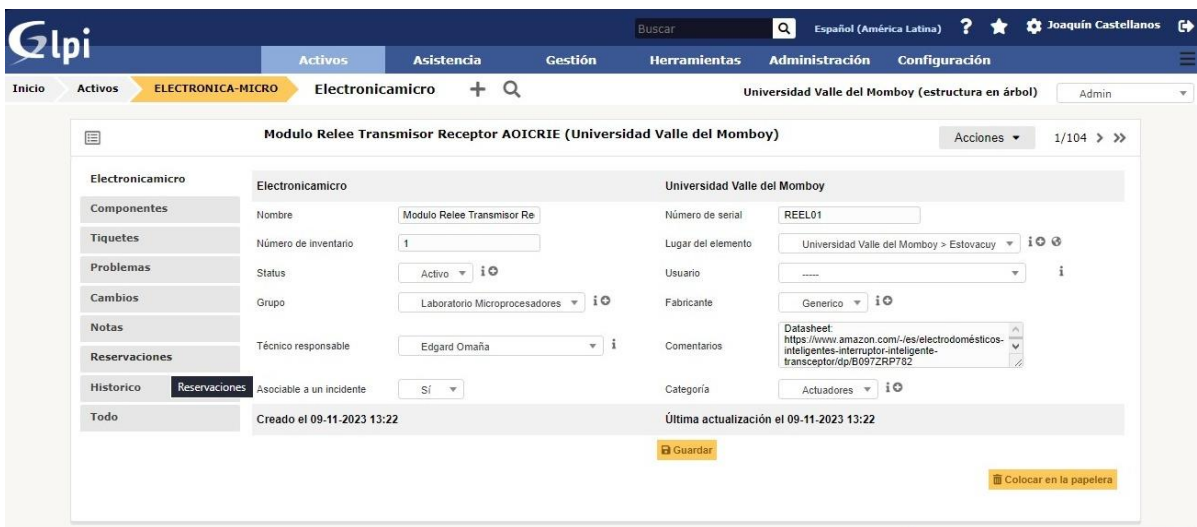 Glpi
Buscar
Español (América Latina) ? Joaquín Castellanos
Activos Asistencia Gestión Herramientas Administración Configuración
Inicio Activos ELECTRONICA-MICRO Electronicamicro Universidad Valle del Momboy (estructura en árbol) Admin
Modulo Relee Transmisor Receptor AOICRIE (Universidad Valle del Momboy) Acciones 1/104
Electronicamicro
Componentes
Tiquetes
Problemas
Cambios
Notas
Reservaciones
Historico
Reservaciones
Todo
Electronicamicro Universidad Valle del Momboy
Nombre Modulo Relee Transmisor Re Número de serial REEL01
Número de inventario 1 Lugar del elemento Universidad Valle del Momboy > Estovacuy
Status Activo Usuario -----
Grupo Laboratorio Microprocesadores Fabricante Generico
Técnico responsable Edgard Omaña Comentarios Datasheet:
https://www.amazon.com/-/es/electrodomésticos-
inteligentes-interruptor-inteligente-
transceptor/dp/B097ZRP782
Asociable a un incidente Sí Categoría Actuadores
Creado el 09-11-2023 13:22 Última actualización el 09-11-2023 13:22
Guardar
Colocar en la papelera